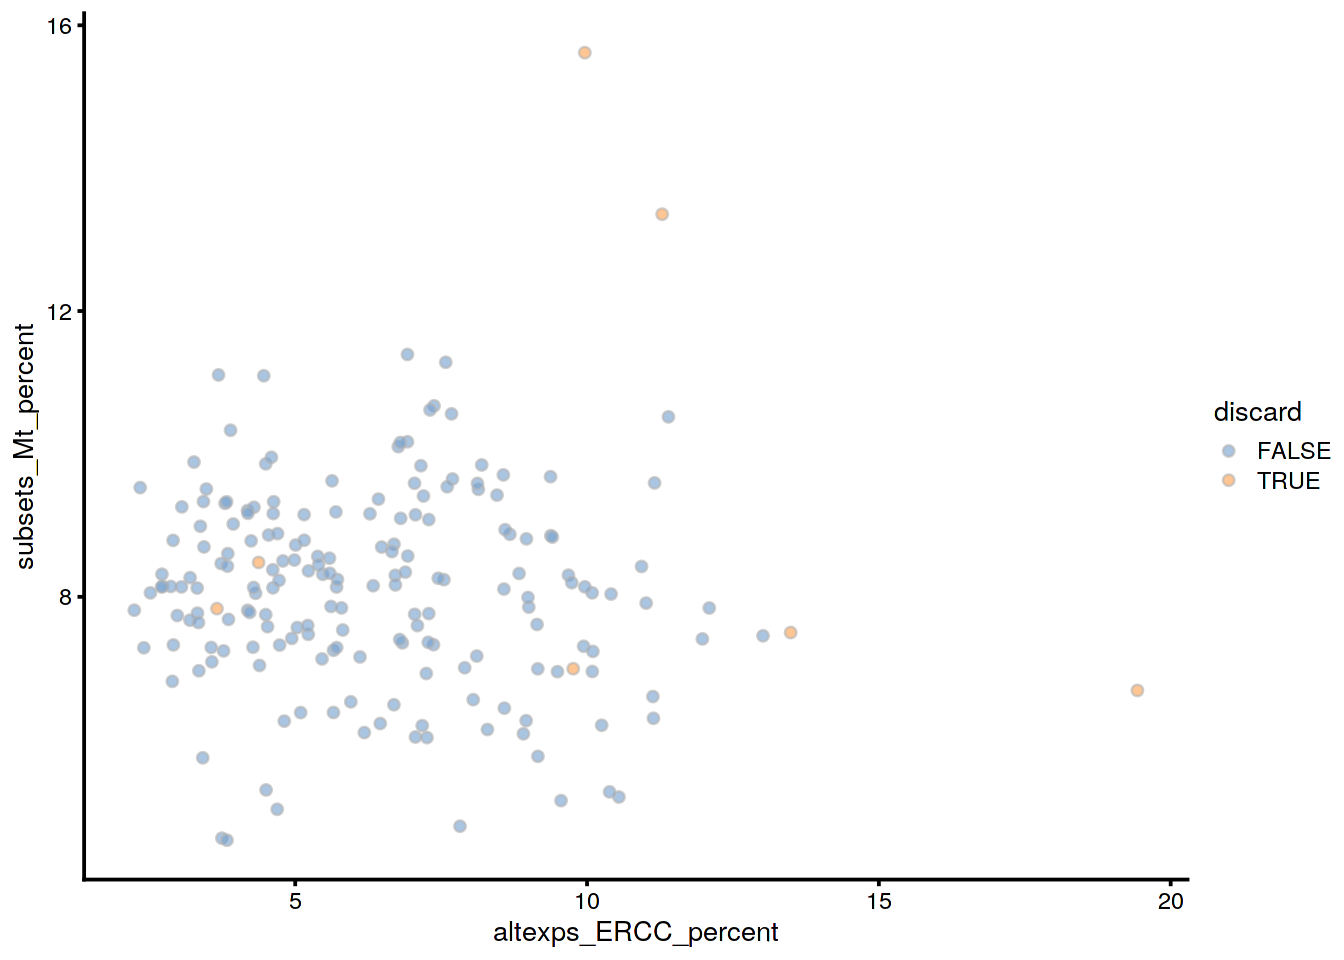 16
12
8
subsets_Mt_percent
5
10
15
20
altexps_ERCC_percent
discard
FALSE
TRUE